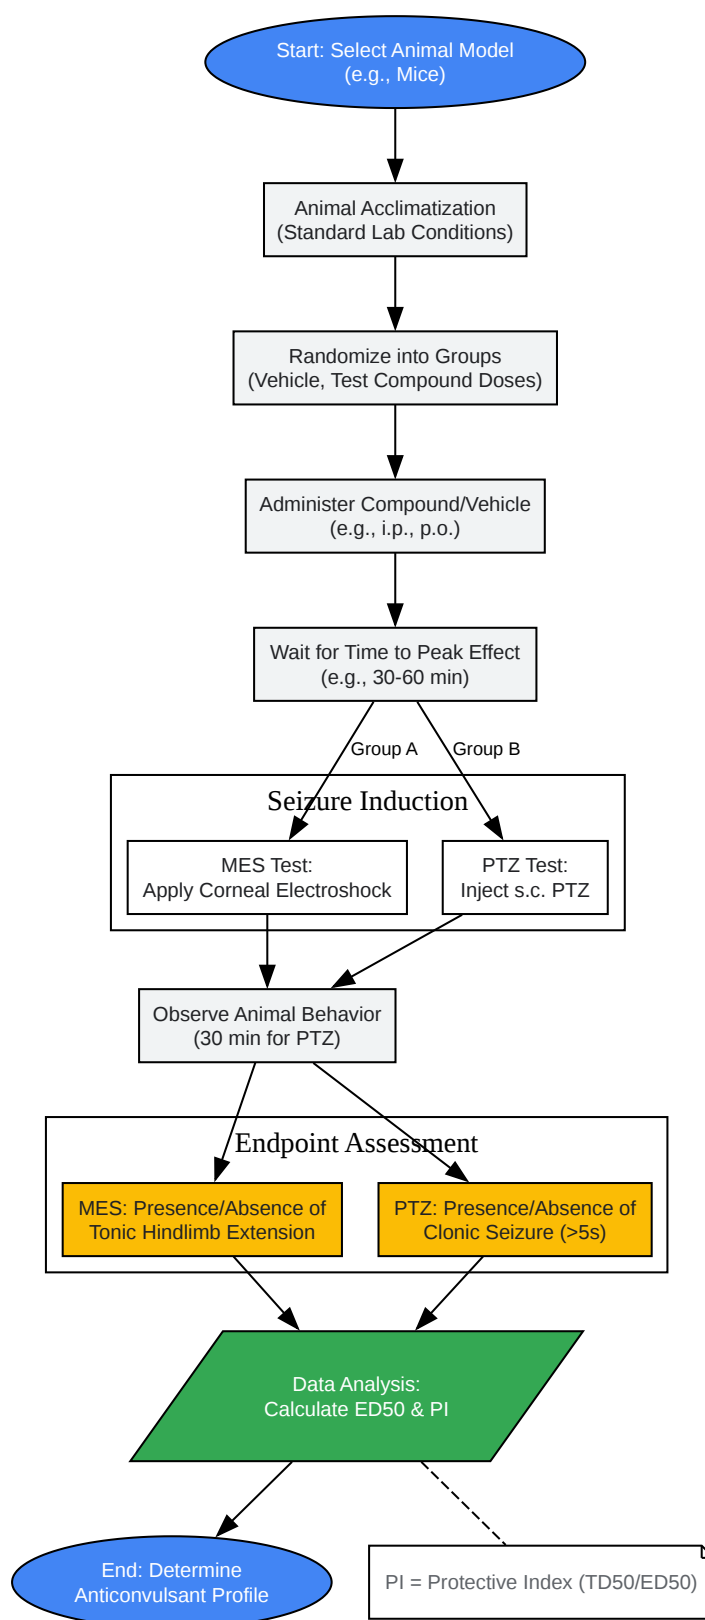 Start: Select Animal Model
(e.g., Mice)
Animal Acclimatization
(Standard Lab Conditions)
Randomize into Groups
(Vehicle, Test Compound Doses)
Administer Compound/Vehicle
(e.g., i.p., p.o.)
Wait for Time to Peak Effect
(e.g., 30-60 min)
Group A
Group B
Seizure Induction
MES Test:
Apply Corneal Electroshock
PTZ Test:
Inject s.c. PTZ
Observe Animal Behavior
(30 min for PTZ)
Endpoint Assessment
MES: Presence/Absence of
Tonic Hindlimb Extension
PTZ: Presence/Absence of
Clonic Seizure (>5s)
Data Analysis:
Calculate ED50 & PI
End: Determine
Anticonvulsant Profile
PI = Protective Index (TD50/ED50)